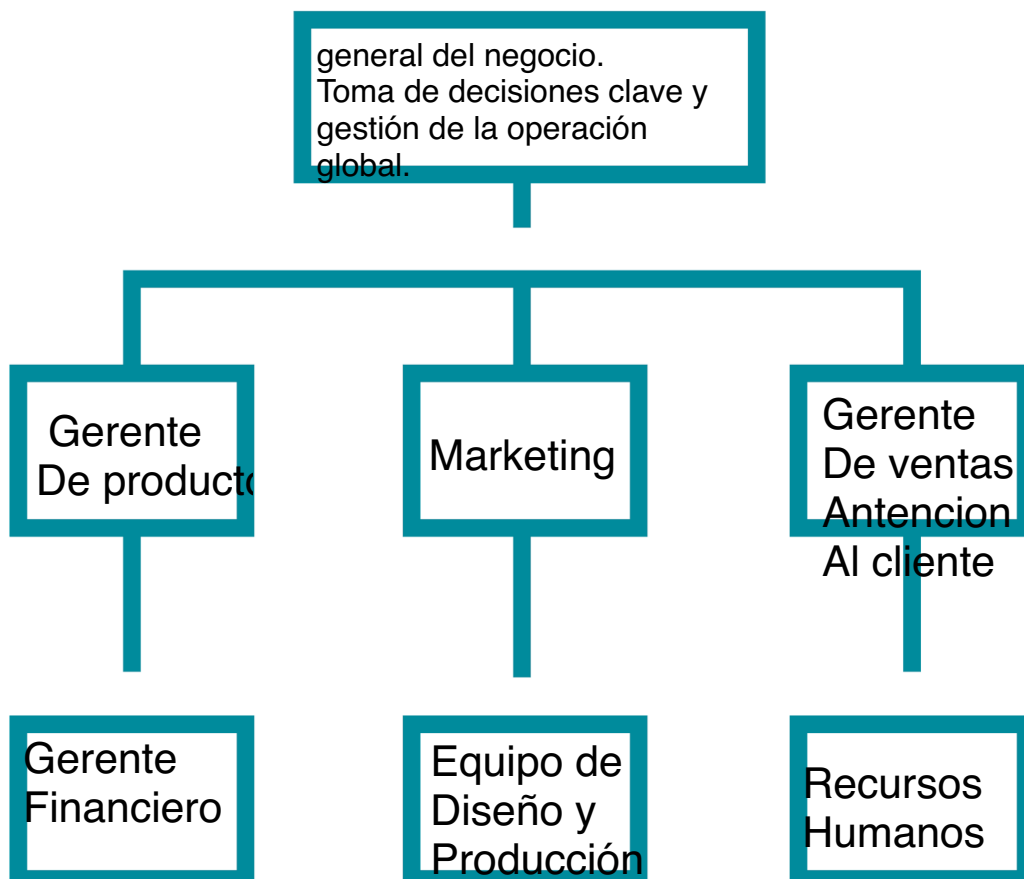 general del negocio.
Toma de decisiones clave y
gestión de la operación
global.
Gerente
De producto
Marketing
Gerente
De ventas
Antencion
Al cliente
Gerente
Financiero
Equipo de
Diseño y
Producción
Recursos
Humanos